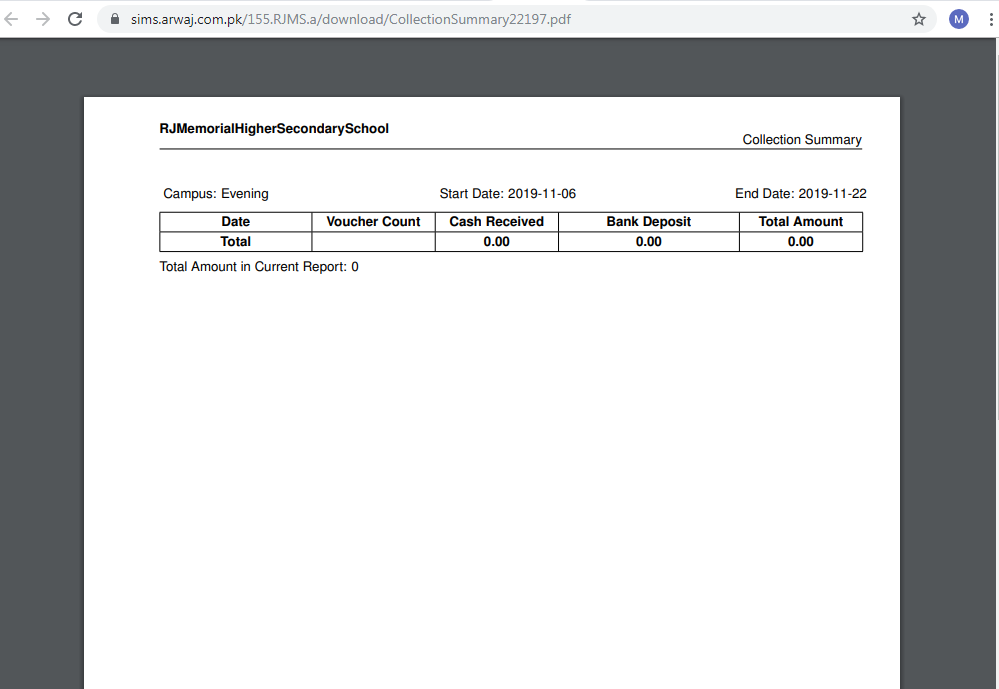 sims.arwaj.com.pk/155.RJMS.a/download/CollectionSummary22197.pdf
M
RJMemorialHigherSecondarySchool
Collection Summary
Campus: Evening Start Date: 2019-11-06 End Date: 2019-11-22
Date Voucher Count Cash Received Bank Deposit Total Amount
Total 0.00 0.00 0.00
Total Amount in Current Report: 0